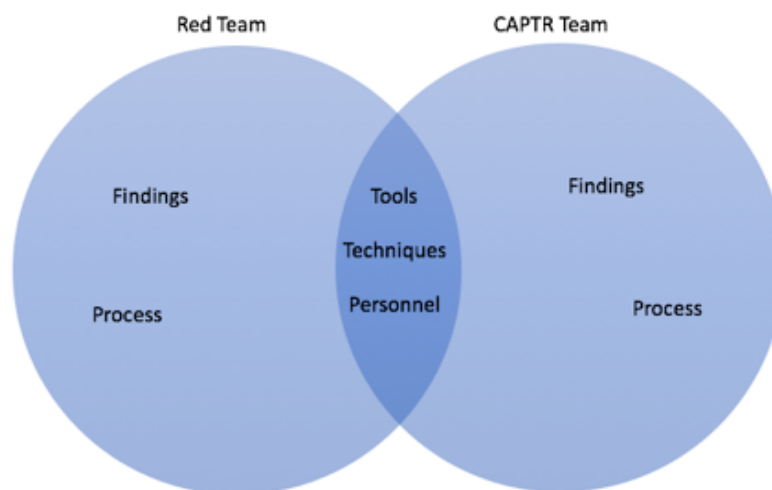 Red Team
CAPTR Team
Findings
Process
Tools
Techniques
Personnel
Findings
Process